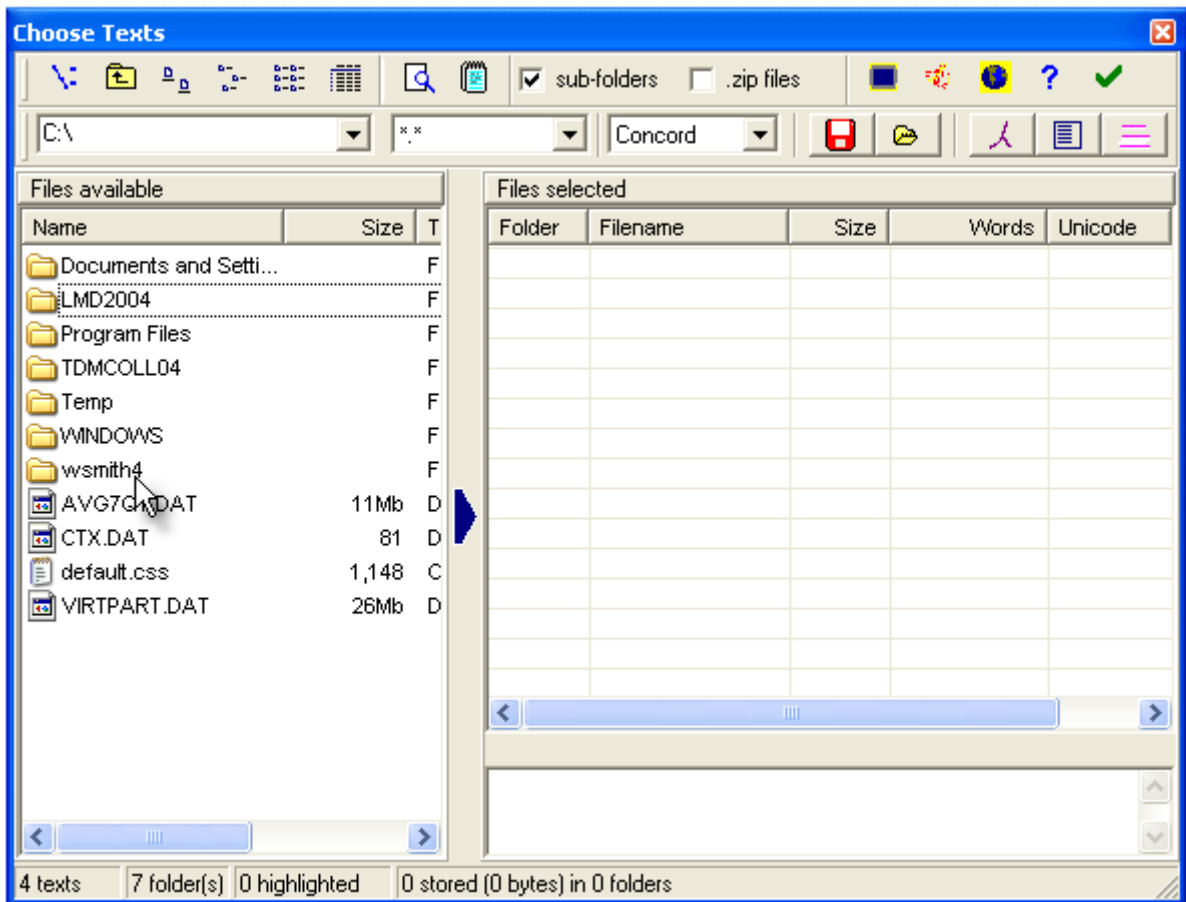 Choose Texts
sub-folders .zip files ?
C:\ *.* Concord
Files available Files selected
Name Size T Folder Filename Size Words Unicode
Documents and Setti... F
LMD2004 F
Program Files F
TDMCOLL04 F
Temp F
WINDOWS F
wsmith4 F
DAT 11Mb D
CTX.DAT 81 D
default.css 1,148 C
VIRTPART.DAT 26Mb D
4 texts 7 folder(s) 0 highlighted 0 stored (0 bytes) in 0 folders